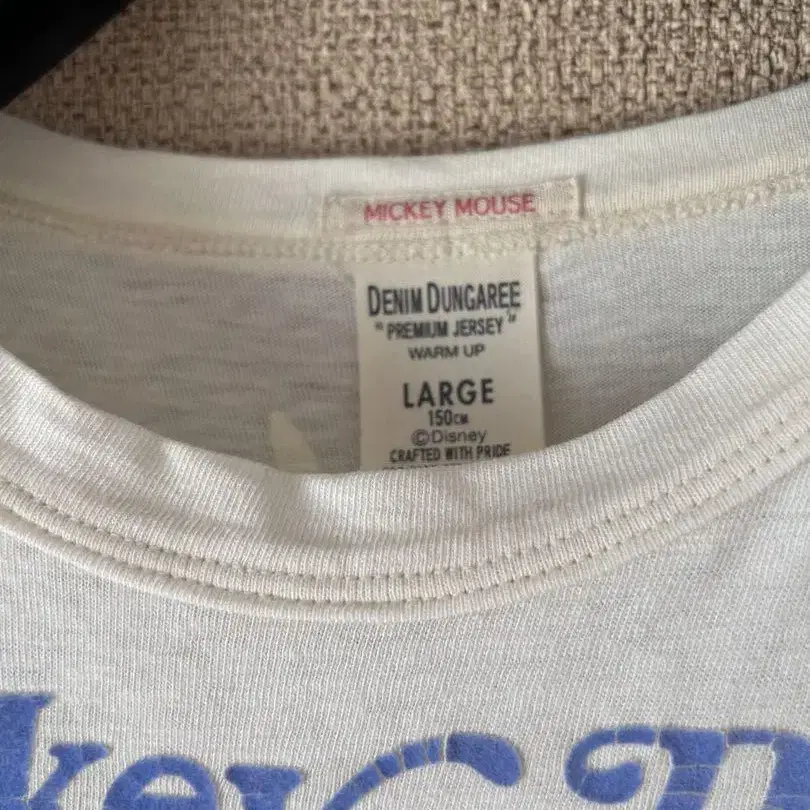 MICKEY MOUSE
DENIM DUNGAREE
"PREMIUM JERSEY"
WARM UP
LARGE
150CM
©Disney
CRAFTED WITH PRIDE